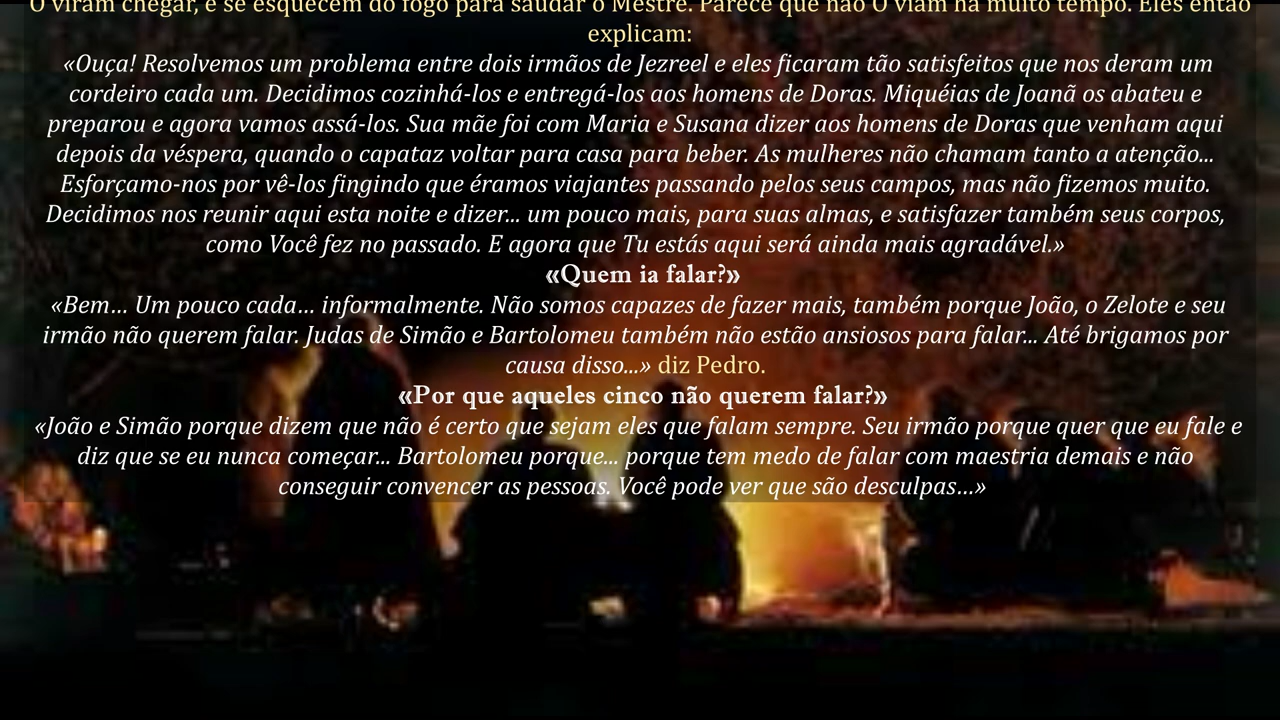 O viram chegar, e se esquecem do fogo para saudar o Mestre. Parece que não O viam há muito tempo. Eles então
explicam:
«Ouça! Resolvemos um problema entre dois irmãos de Jezreel e eles ficaram tão satisfeitos que nos deram um
cordeiro cada um. Decidimos cozinhá-los e entregá-los aos homens de Doras. Miquéias de Joanã os abateu e
preparou e agora vamos assá-los. Sua mãe foi com Maria e Susana dizer aos homens de Doras que venham aqui
depois da véspera, quando o capataz voltar para casa para beber. As mulheres não chamam tanto a atenção...
Esforçamo-nos por vê-los fingindo que éramos viajantes passando pelos seus campos, mas não fizemos muito.
Decidimos nos reunir aqui esta noite e dizer... um pouco mais, para suas almas, e satisfazer também seus corpos,
como Você fez no passado. E agora que Tu estás aqui será ainda mais agradável.»
«Quem ia falar?»
«Bem… Um pouco cada… informalmente. Não somos capazes de fazer mais, também porque João, o Zelote e seu
irmão não querem falar. Judas de Simão e Bartolomeu também não estão ansiosos para falar... Até brigamos por
causa disso...» diz Pedro.
«Por que aqueles cinco não querem falar?»
«João e Simão porque dizem que não é certo que sejam eles que falam sempre. Seu irmão porque quer que eu fale e
diz que se eu nunca começar... Bartolomeu porque... porque tem medo de falar com maestria demais e não
conseguir convencer as pessoas. Você pode ver que são desculpas…»